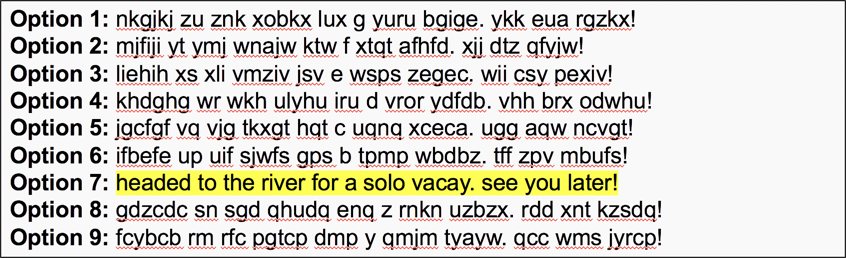 Option 1: nkgjkj zu znk xobkx lux g yuru bgige. ykk eua rgzkx!
Option 2: mjfiji yt ymj wnajw ktw f xtqt afhfd. xjj dtz qfyjw!
Option 3: liehih xs xli vmziv jsv e wsps zegec. wii csy pexiv!
Option 4: khdghg wr wkh ulyhu iru d vror ydfdb. vhh brx odwhu!
Option 5: jgcfgf vq vjg tkxgt hqt c uqnq xceca. ugg aqw ncvgt!
Option 6: ifbefe up uif sjwfs gps b tpmp wbdbz. tff zpv mbufs!
Option 7: headed to the river for a solo vacay. see you later!
Option 8: gdzcdc sn sgd qhudq enq z rnkn uzbzx. rdd xnt kzsdq!
Option 9: fcybcb rm rfc pgtcp dmp y qmjm tyayw. qcc wms jyrcp!